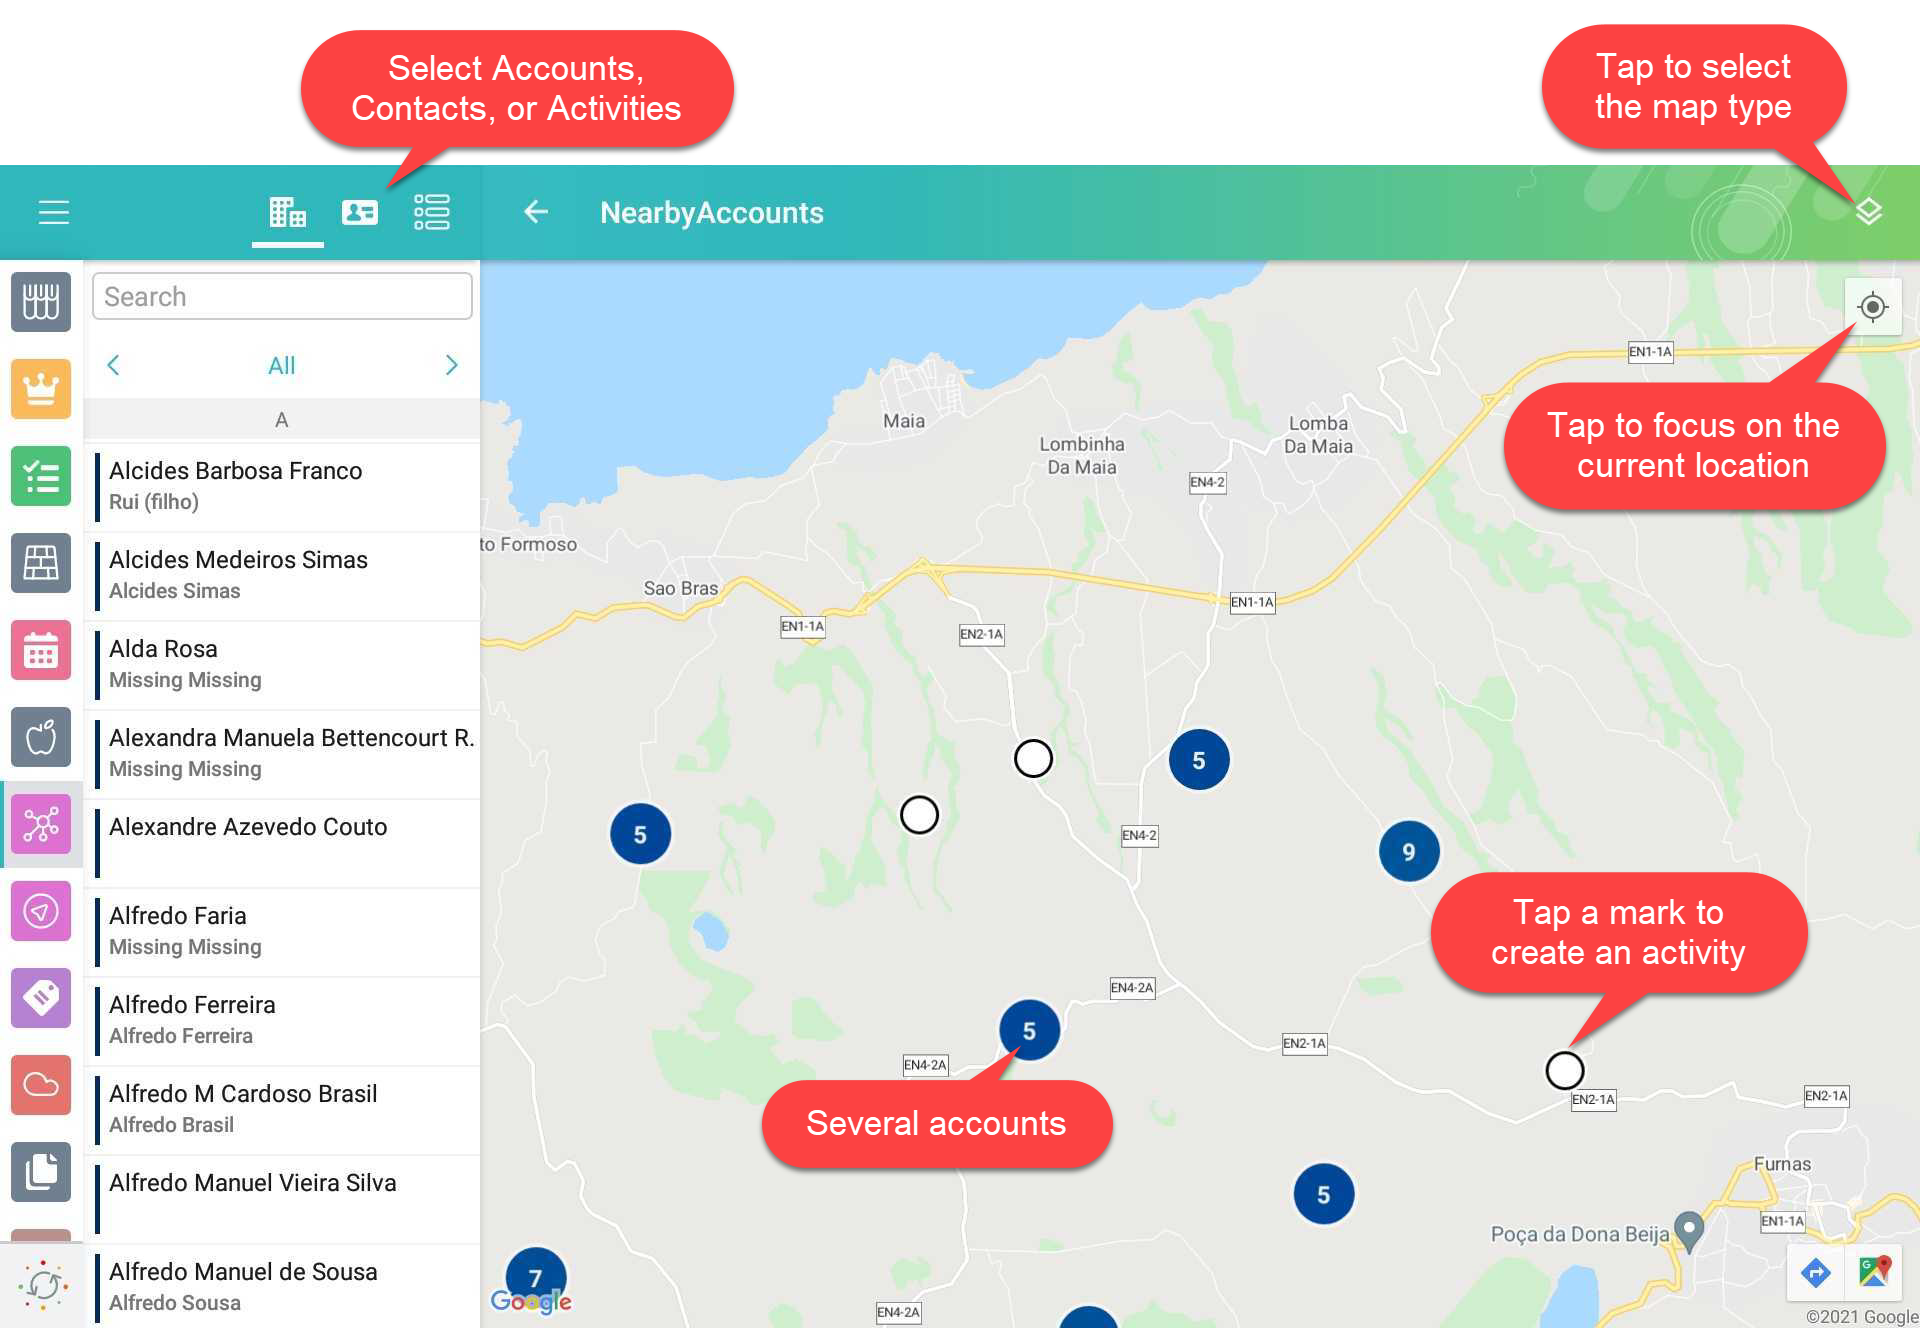 Select Accounts,
Contacts, or Activities
Tap to select
the map type
NearbyAccounts
Search
All
A
Alcides Barbosa Franco
Rui (filho)
Alcides Medeiros Simas
Alcides Simas
Alda Rosa
Missing Missing
Alexandra Manuela Bettencourt R.
Missing Missing
Alexandre Azevedo Couto
Alfredo Faria
Missing Missing
Alfredo Ferreira
Alfredo Ferreira
Alfredo M Cardoso Brasil
Alfredo Brasil
Alfredo Manuel Vieira Silva
Alfredo Manuel de Sousa
Alfredo Sousa
EN1-1A
Tap to focus on the
current location
Maia
Lomba
Da Maia
Lombinha
Da Maia
EN4-2
to Formoso
Sao Bras
EN1-1A
EN1-1A
EN2-1A
5
5
EN4-2
9
Tap a mark to
create an activity
EN4-2A
5
EN2-1A
EN4-2A
EN2-1A
EN2-1A
Several accounts
Furnas
5
EN1-1A
Poça da Dona Beija
7
Google
G
EN4-2A
©2021 Google